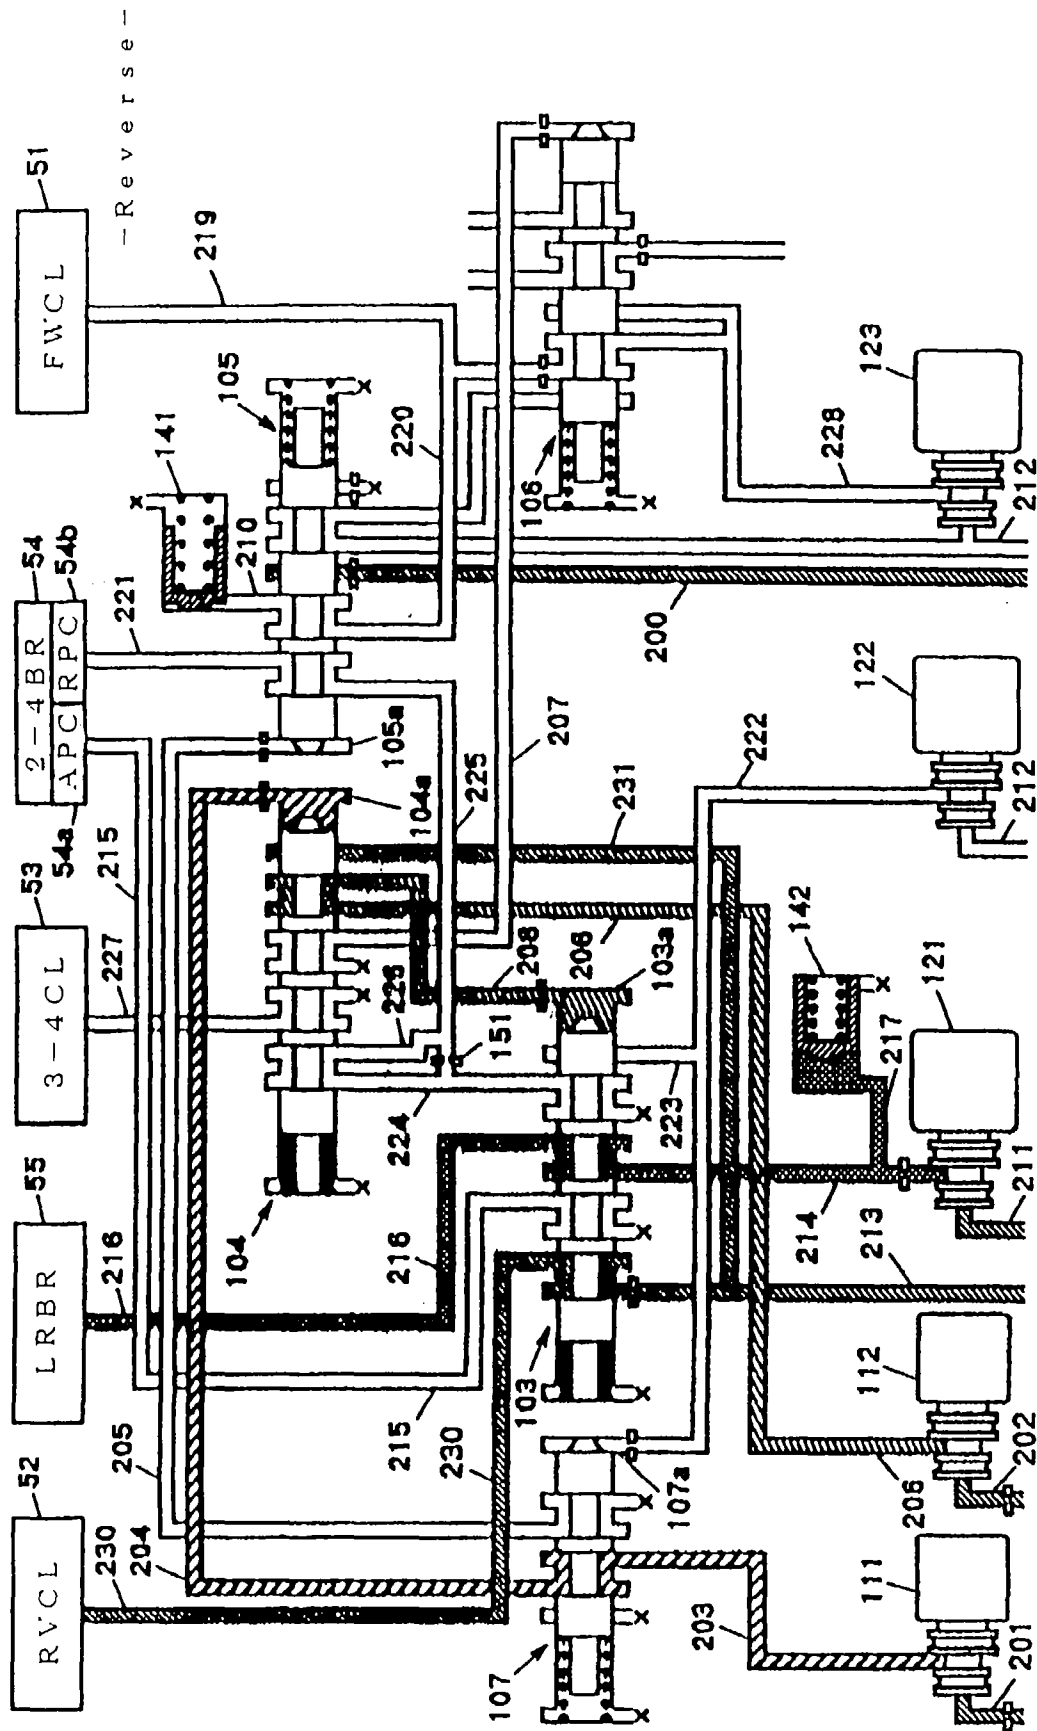 RVCL
52
LRBR
55
3-4CL
53
2-4BR
54
APC
RPC
54a
54b
FWCL
51
-Reverse-
230
204
205
216
227
215
221
141
210
219
105
104
105a
104a
216
215
230
224
226
225
220
107
107a
103
151
208
103a
207
106
223
206
231
200
203
222
228
206
213
214
217
142
111
112
121
122
123
201
202
211
212
212
X
X
X
X
X
X
X
X
X
X
X
X
X
X